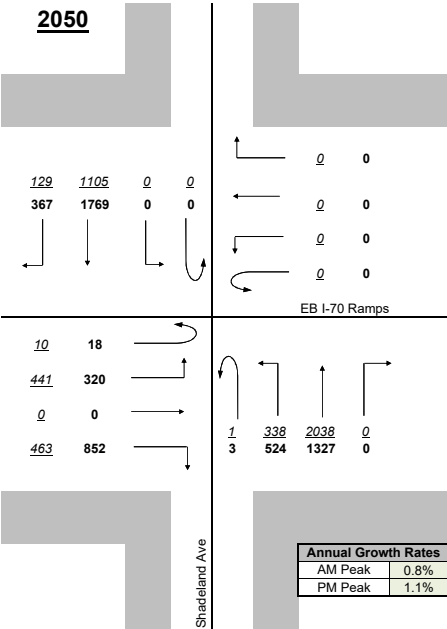 2050
0 0
129 1105 0 0
367 1769 0 0
0 0
0 0
0 0
EB I-70 Ramps
10 18
441 320
0 0
463 852
1 338 2038 0
3 524 1327 0
Shadeland Ave
Annual Growth Rates
AM Peak 0.8%
PM Peak 1.1%